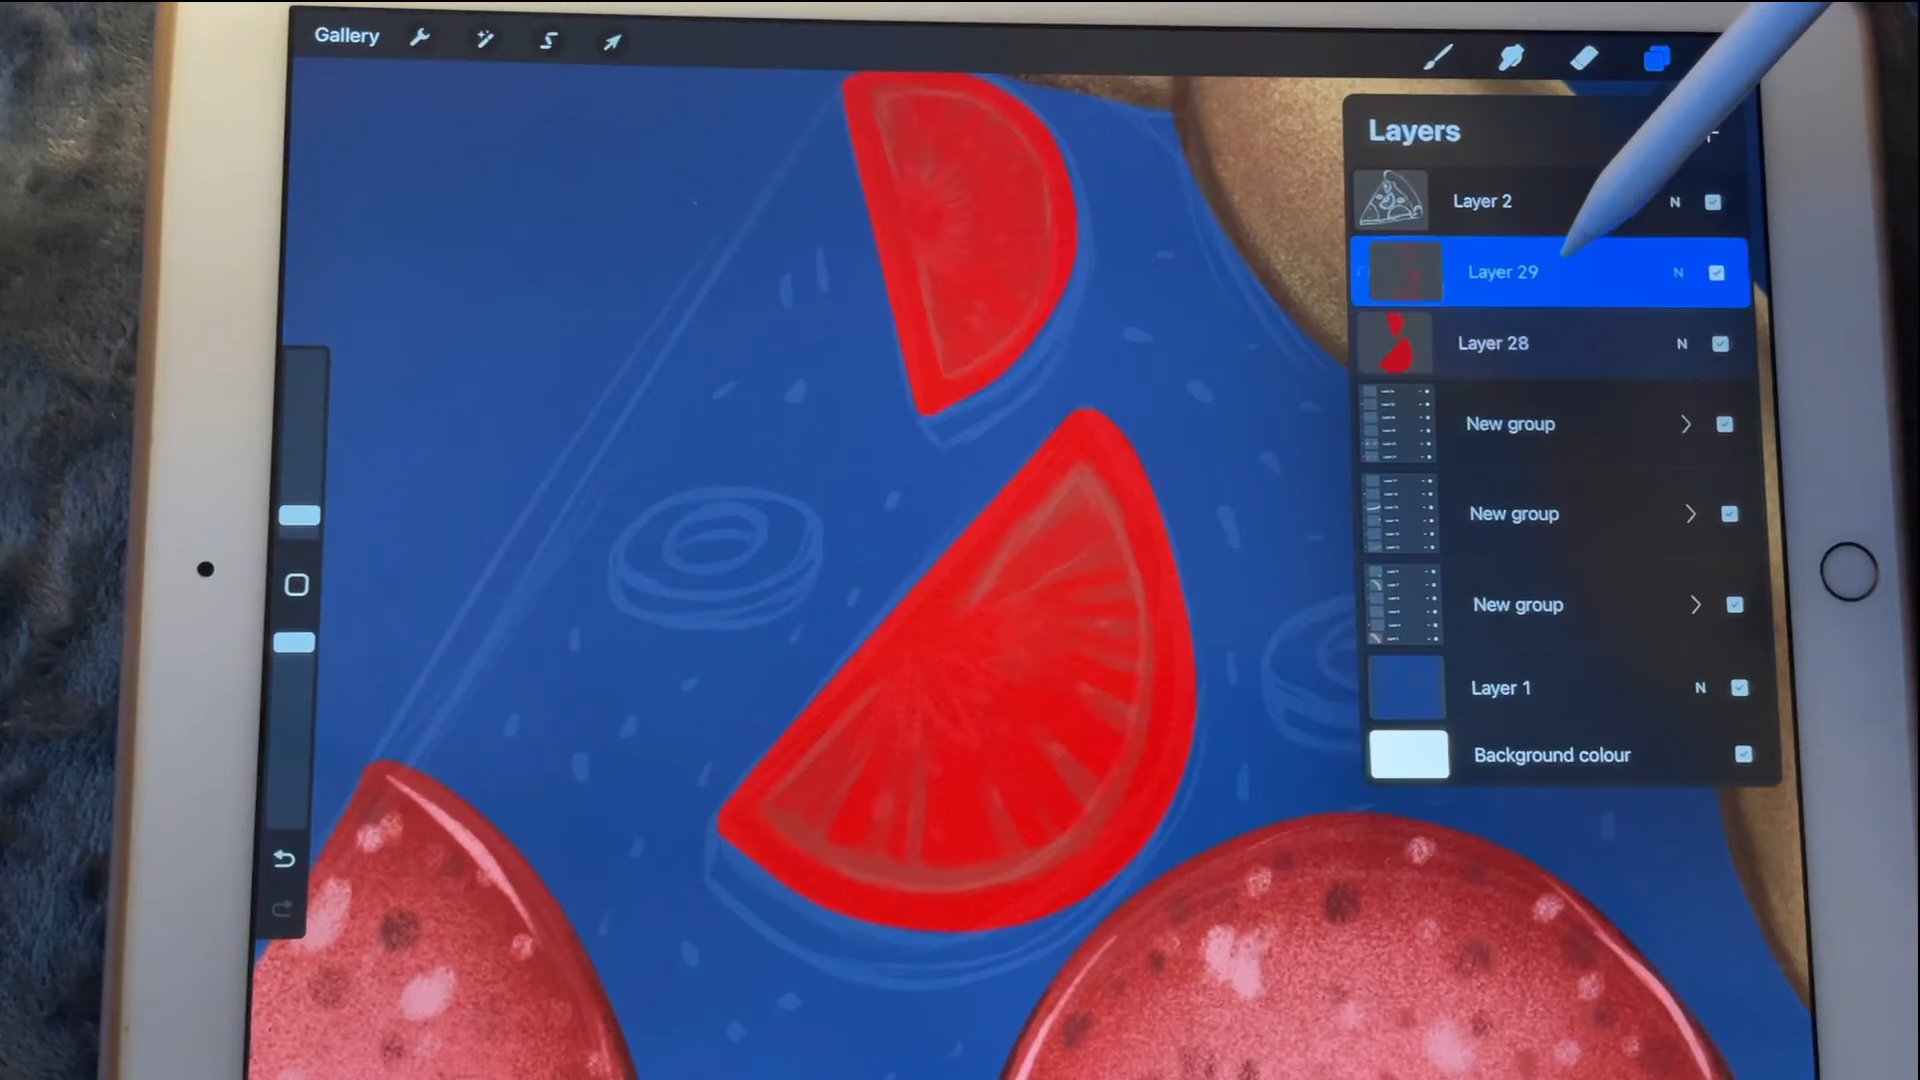 Gallery
Layers
Layer 2 N
Layer 29 N
Layer 28 N
New group
New group
New group
Layer 1 N
Background colour